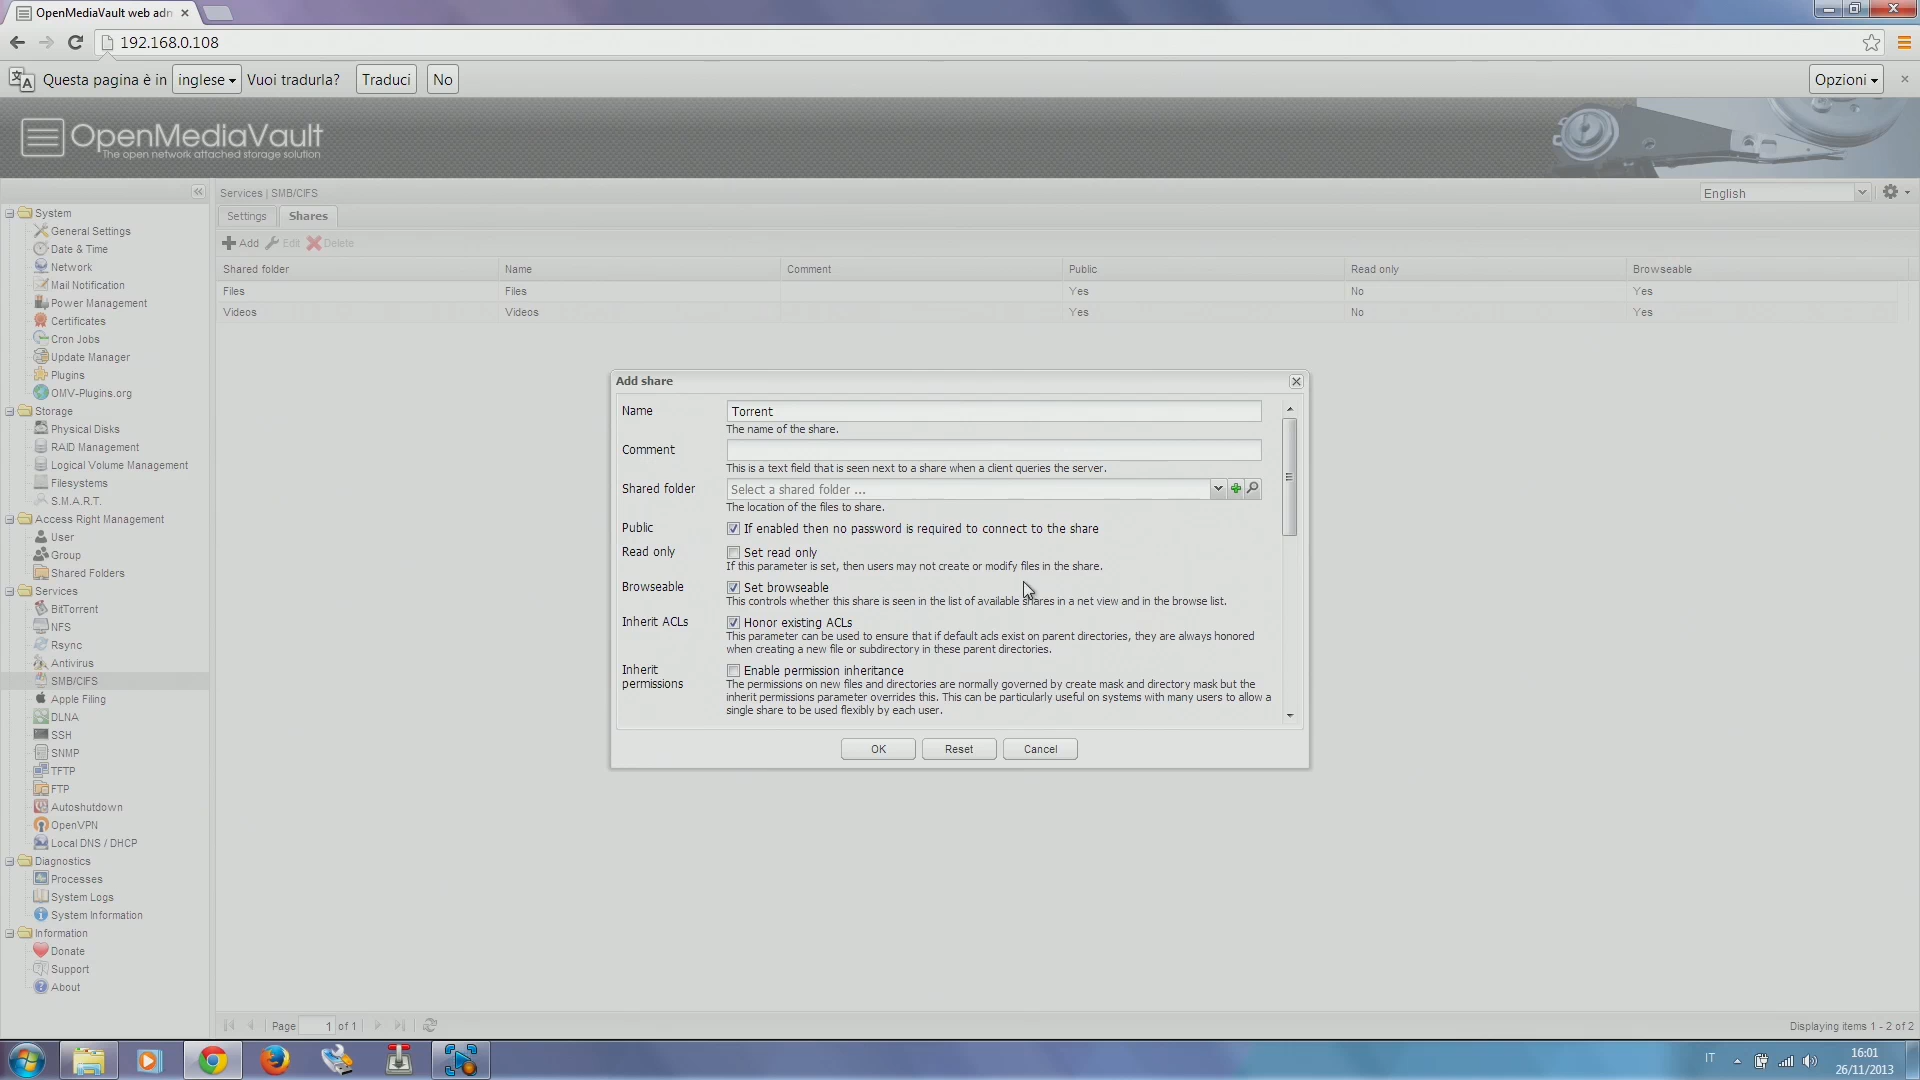 OpenMediaVault web adn
192.168.0.108
Questa pagina è in inglese Vuoi tradurla? Traduci No Opzioni
OpenMediaVault
The open network attached storage solution
Services | SMB/CIFS
English
Settings Shares
Add Edit Delete
Shared folder Name Comment Public Read only Browseable
Files Files Yes No Yes
Videos Videos Yes No Yes
System
General Settings
Date & Time
Network
Mail Notification
Power Management
Certificates
Cron Jobs
Update Manager
Plugins
OMV-Plugins.org
Storage
Physical Disks
RAID Management
Logical Volume Management
Filesystems
S.M.A.R.T.
Access Right Management
User
Group
Shared Folders
Services
BitTorrent
NFS
Rsync
Antivirus
SMB/CIFS
Apple Filing
DLNA
SSH
SNMP
TFTP
FTP
Autoshutdown
OpenVPN
Local DNS / DHCP
Diagnostics
Processes
System Logs
System Information
Information
Donate
Support
About
Add share
Name Torrent
The name of the share.
Comment
This is a text field that is seen next to a share when a client queries the server.
Shared folder Select a shared folder ...
The location of the files to share.
Public If enabled then no password is required to connect to the share
Read only Set read only
If this parameter is set, then users may not create or modify files in the share.
Browseable Set browseable
This controls whether this share is seen in the list of available shares in a net view and in the browse list.
Inherit ACLs Honor existing ACLs
This parameter can be used to ensure that if default acls exist on parent directories, they are always honored
when creating a new file or subdirectory in these parent directories.
Inherit permissions Enable permission inheritance
The permissions on new files and directories are normally governed by create mask and directory mask but the
inherit permissions parameter overrides this. This can be particularly useful on systems with many users to allow a
single share to be used flexibly by each user.
OK Reset Cancel
Page 1 of 1
Displaying items 1 - 2 of 2
IT
16:01
26/11/2013